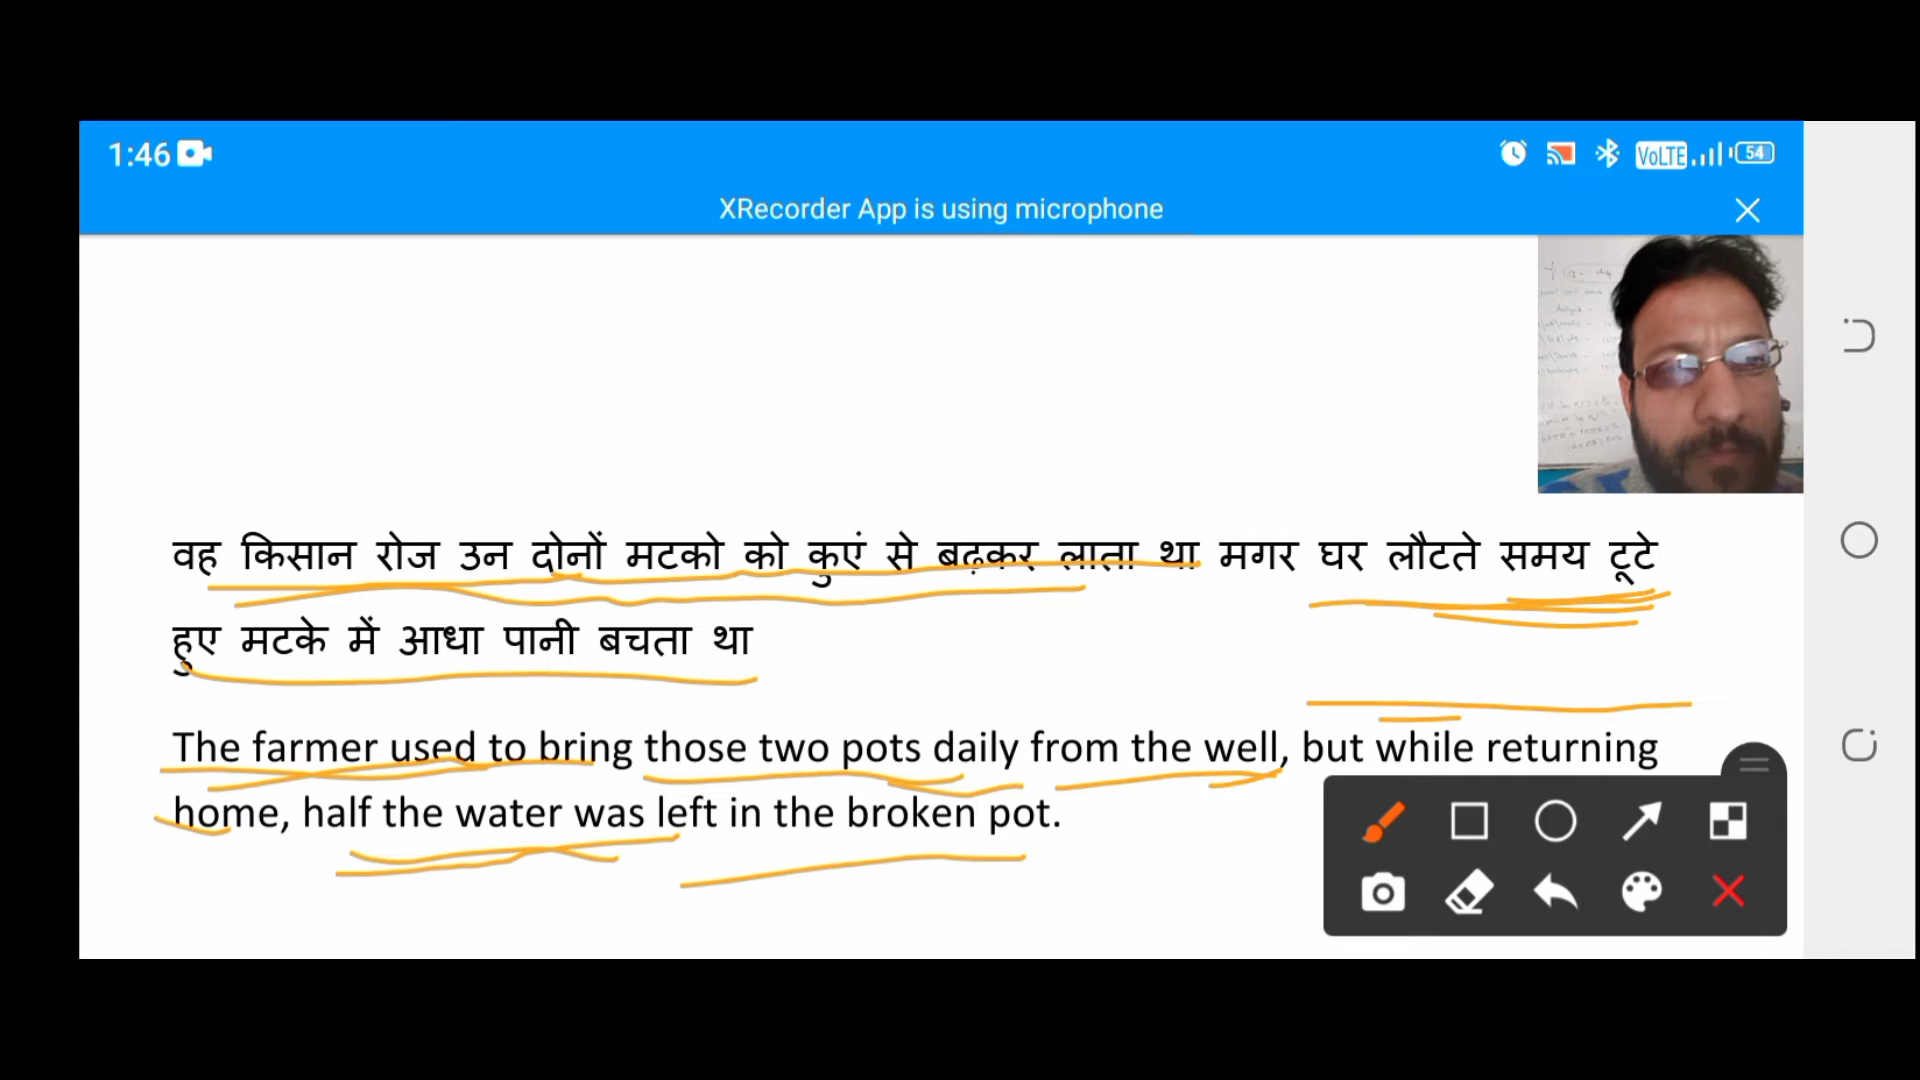 1:46
VoLTE
54
XRecorder App is using microphone
वह किसान रोज उन दोनों मटको को कुएं से बढ़कर लाता था मगर घर लौटते समय टूटे
हुए मटके में आधा पानी बचता था
The farmer used to bring those two pots daily from the well, but while returning
home, half the water was left in the broken pot.